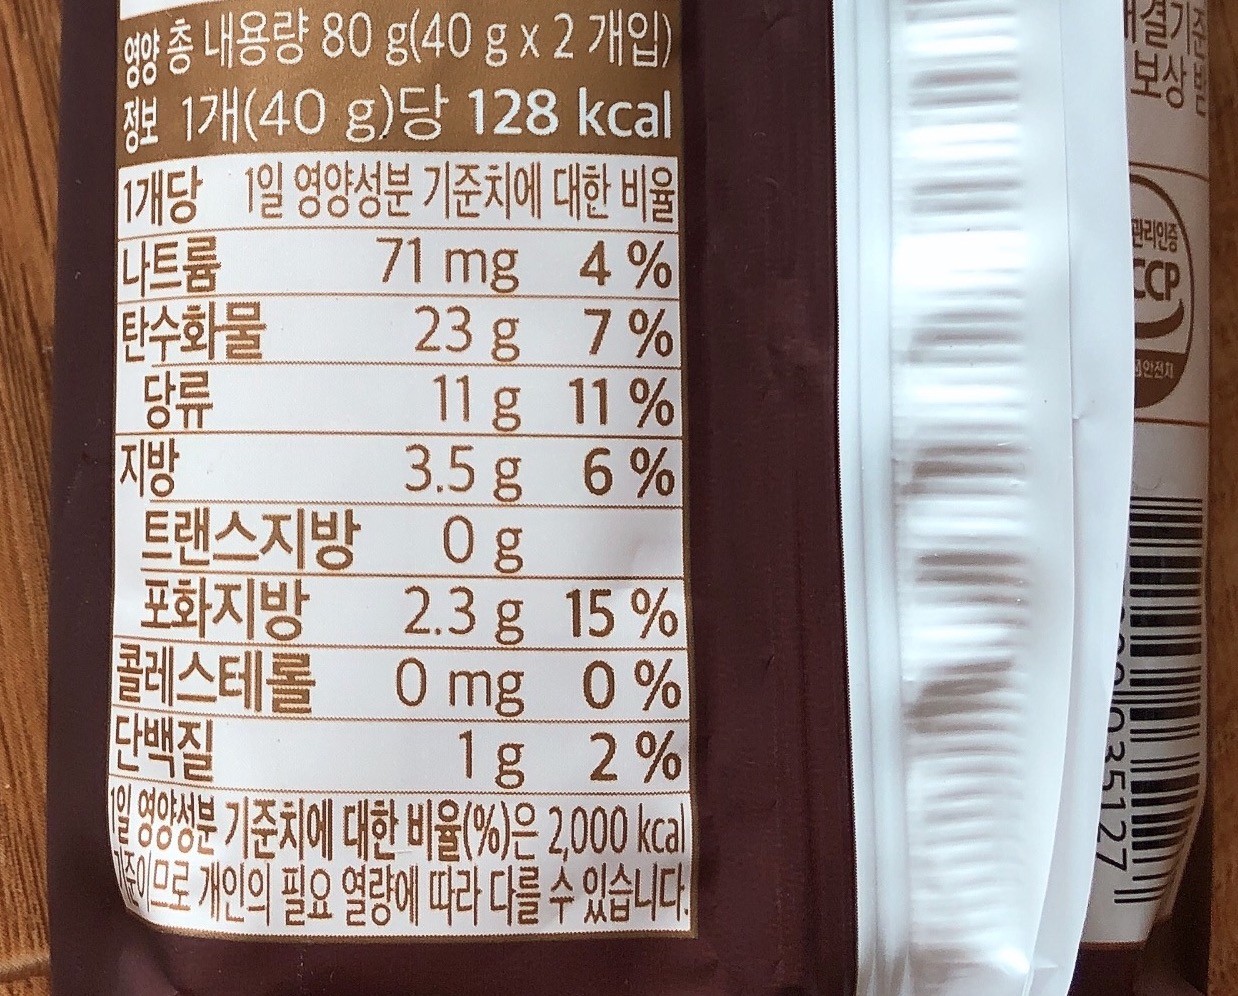 영양 총 내용량 80 g(40 g x 2 개입)
정보 1개(40 g)당 128 kcal
1개당 1일 영양성분 기준치에 대한 비율
나트륨 71 mg 4 %
탄수화물 23 g 7 %
당류 11 g 11 %
지방 3.5 g 6 %
트랜스지방 0 g
포화지방 2.3 g 15 %
콜레스테롤 0 mg 0 %
단백질 1 g 2 %
1일 영양성분 기준치에 대한 비율(%)은 2,000 kcal
기준이므로 개인의 필요 열량에 따라 다를 수 있습니다.
보상
관리인증
CCP